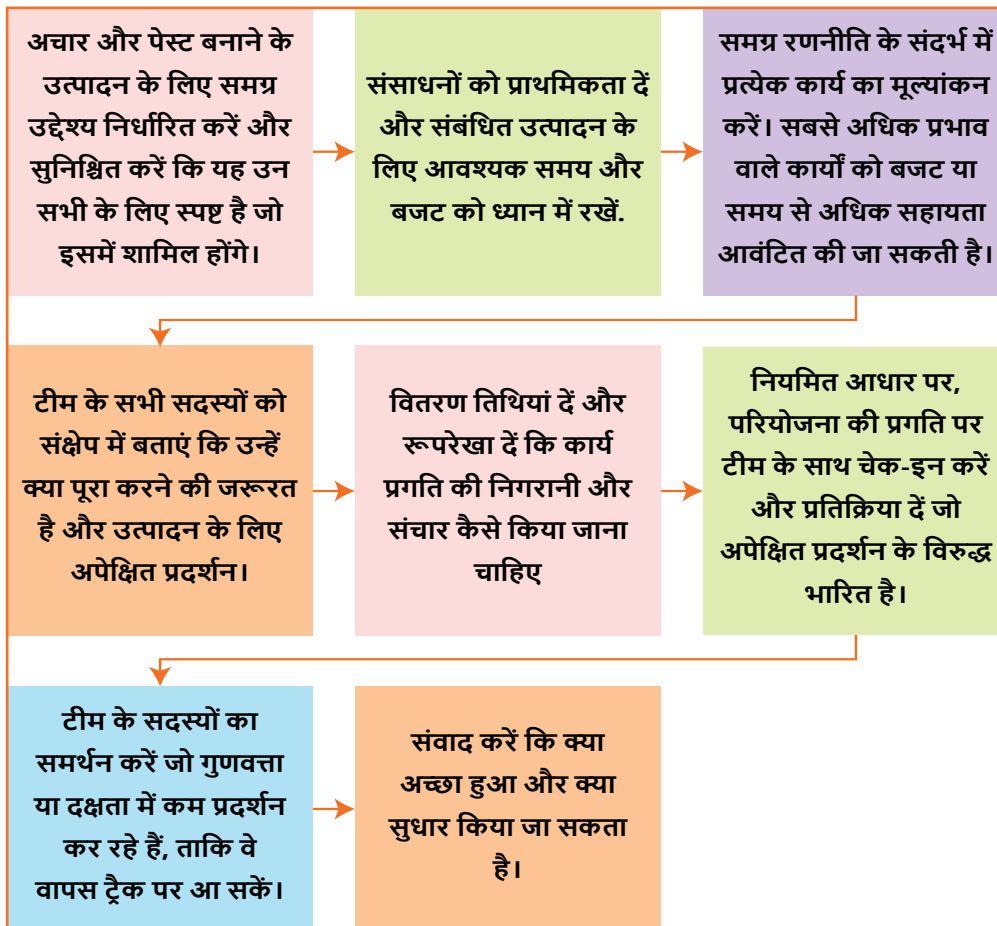 अचार और पेस्ट बनाने के
उत्पादन के लिए समग्र
उद्देश्य निर्धारित करें और
सुनिश्चित करें कि यह उन
सभी के लिए स्पष्ट है जो
इसमें शामिल होंगे।
संसाधनों को प्राथमिकता दें
और संबंधित उत्पादन के
लिए आवश्यक समय और
बजट को ध्यान में रखें.
समग्र रणनीति के संदर्भ में
प्रत्येक कार्य का मूल्यांकन
करें। सबसे अधिक प्रभाव
वाले कार्यों को बजट या
समय से अधिक सहायता
आवंटित की जा सकती है।
टीम के सभी सदस्यों को
संक्षेप में बताएं कि उन्हें
क्या पूरा करने की जरूरत
है और उत्पादन के लिए
अपेक्षित प्रदर्शन।
वितरण तिथियां दें और
रूपरेखा दें कि कार्य
प्रगति की निगरानी और
संचार कैसे किया जाना
चाहिए
नियमित आधार पर,
परियोजना की प्रगति पर
टीम के साथ चेक-इन करें
और प्रतिक्रिया दें जो
अपेक्षित प्रदर्शन के विरुद्ध
भारित है।
टीम के सदस्यों का
समर्थन करें जो गुणवत्ता
या दक्षता में कम प्रदर्शन
कर रहे हैं, ताकि वे
वापस ट्रैक पर आ सकें।
संवाद करें कि क्या
अच्छा हुआ और क्या
सुधार किया जा सकता
है।